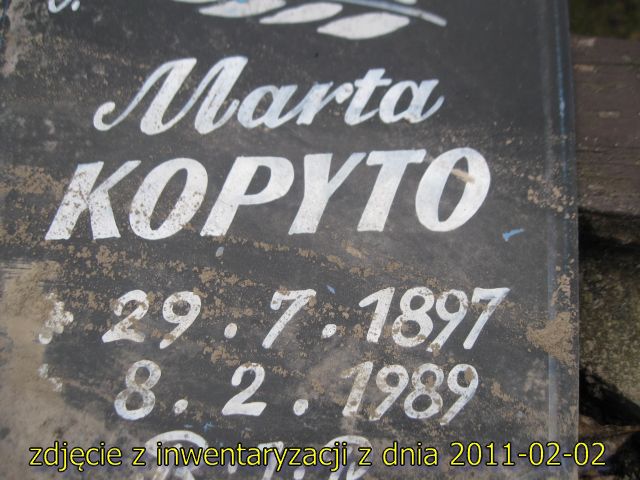 Marta
KOPYTO
* 29.7.1897
+ 8.2.1989
R.I.P
zdjęcie z inwentaryzacji z dnia 2011-02-02